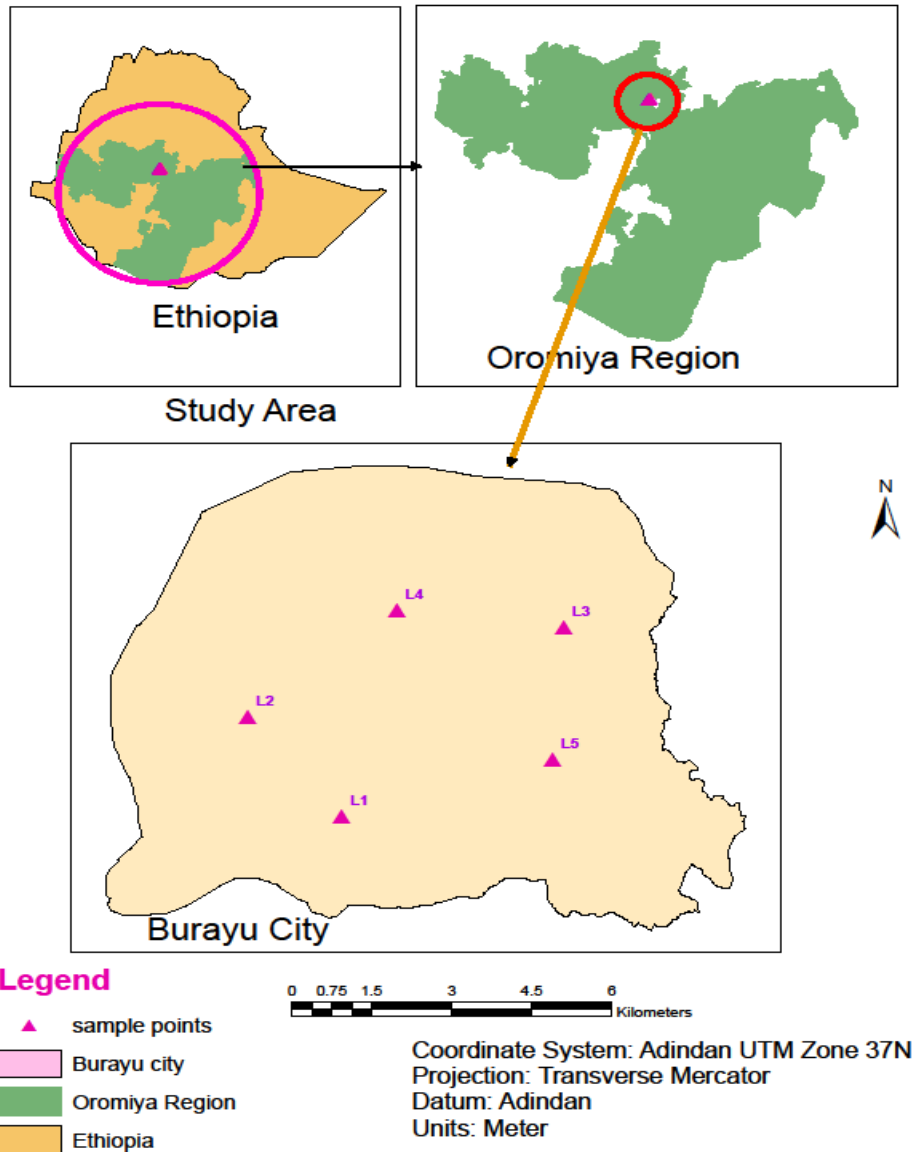 Ethiopia
Oromiya Region
Study Area
N
L4
L3
L2
L5
L1
Burayu City
Legend
sample points
Burayu city
Oromiya Region
Ethiopia
0 0.75 1.5 3 4.5 6
Kilometers
Coordinate System: Adindan UTM Zone 37N
Projection: Transverse Mercator
Datum: Adindan
Units: Meter